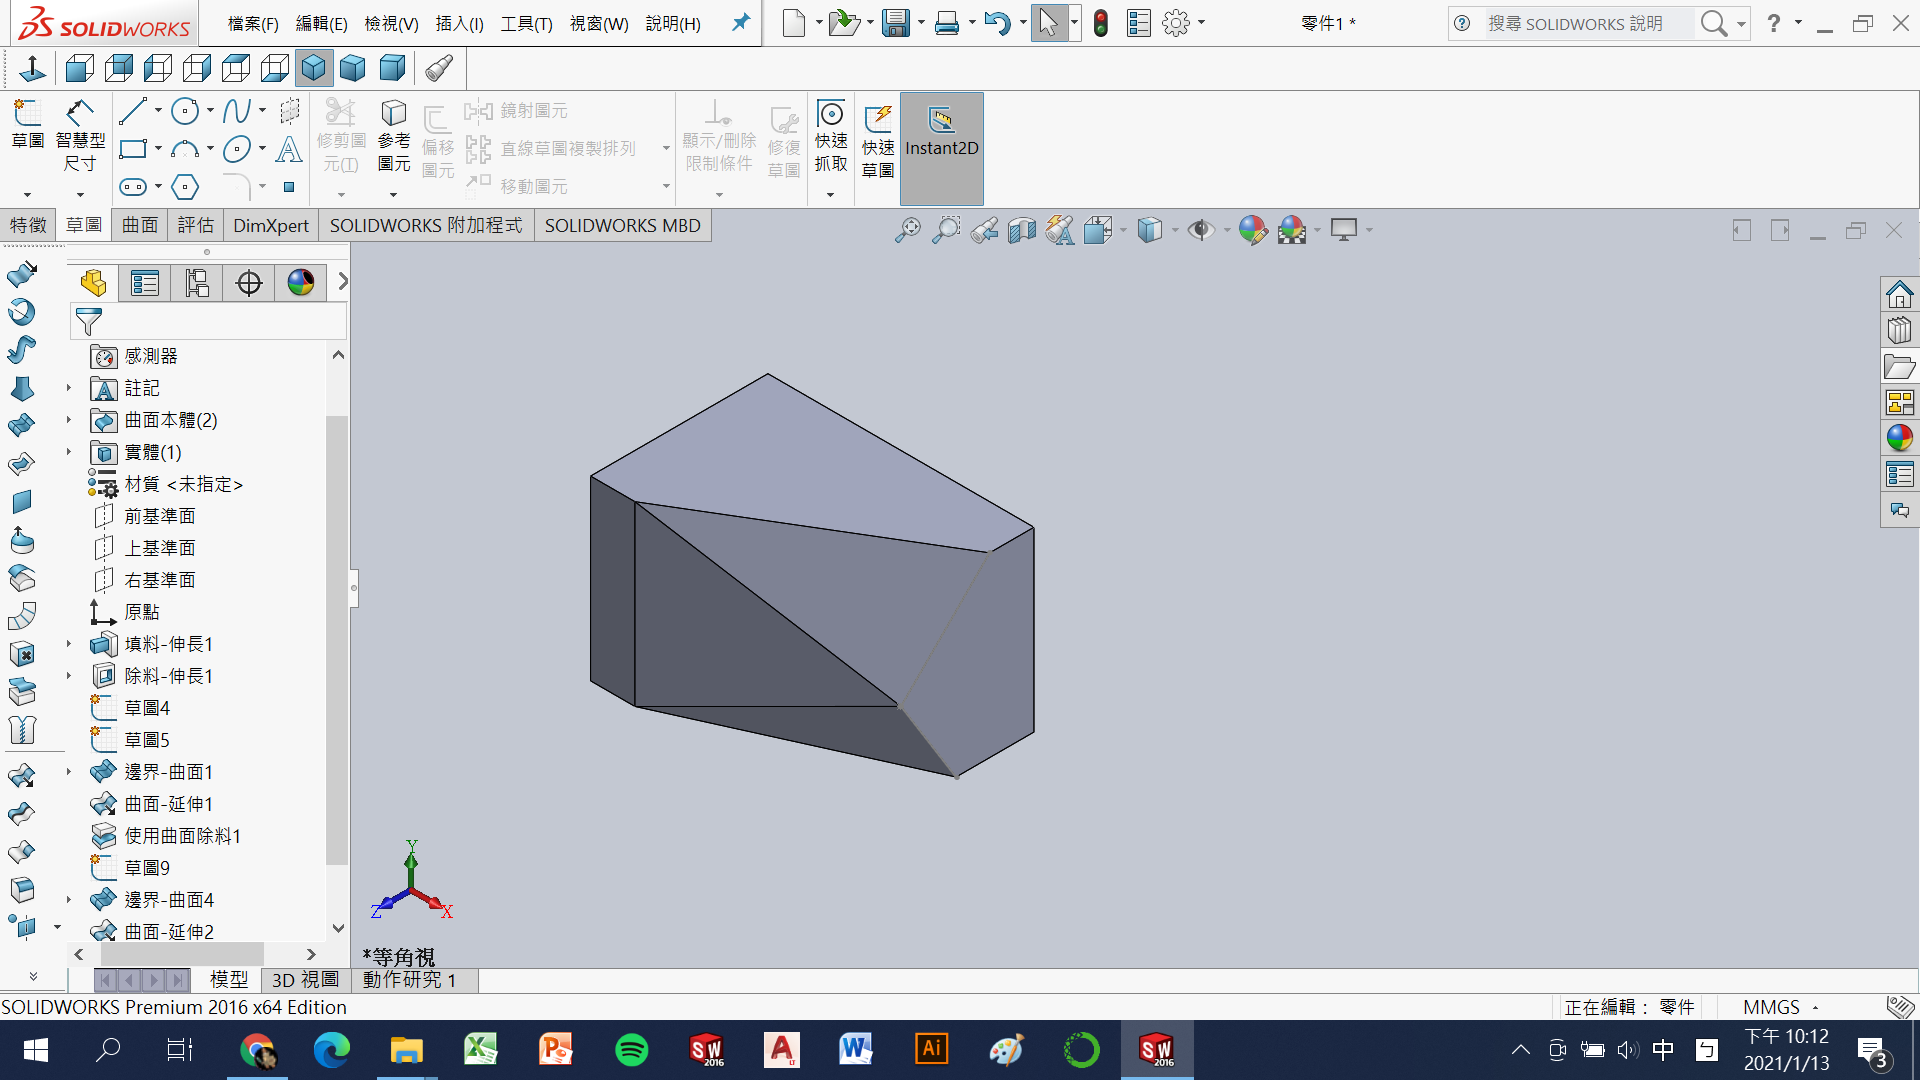 SOLIDWORKS
檔案(F) 編輯(E) 檢視(V) 插入(I) 工具(T) 視窗(W) 說明(H)
零件1 *
搜尋 SOLIDWORKS 說明
草圖
智慧型
尺寸
修剪圖
元(T)
參考
圖元
偏移
圖元
鏡射圖元
直線草圖複製排列
移動圖元
顯示/刪除
限制條件
修復
草圖
快速
抓取
快速
草圖
Instant2D
特徵 草圖 曲面 評估 DimXpert SOLIDWORKS 附加程式 SOLIDWORKS MBD
感測器
註記
曲面本體(2)
實體(1)
材質 <未指定>
前基準面
上基準面
右基準面
原點
填料-伸長1
除料-伸長1
草圖4
草圖5
邊界-曲面1
曲面-延伸1
使用曲面除料1
草圖9
邊界-曲面4
曲面-延伸2
Y
Z
X
*等角視
模型 3D 視圖 動作研究 1
SOLIDWORKS Premium 2016 x64 Edition
正在編輯： 零件
MMGS
中
ㄅ
下午 10:12
2021/1/13
3